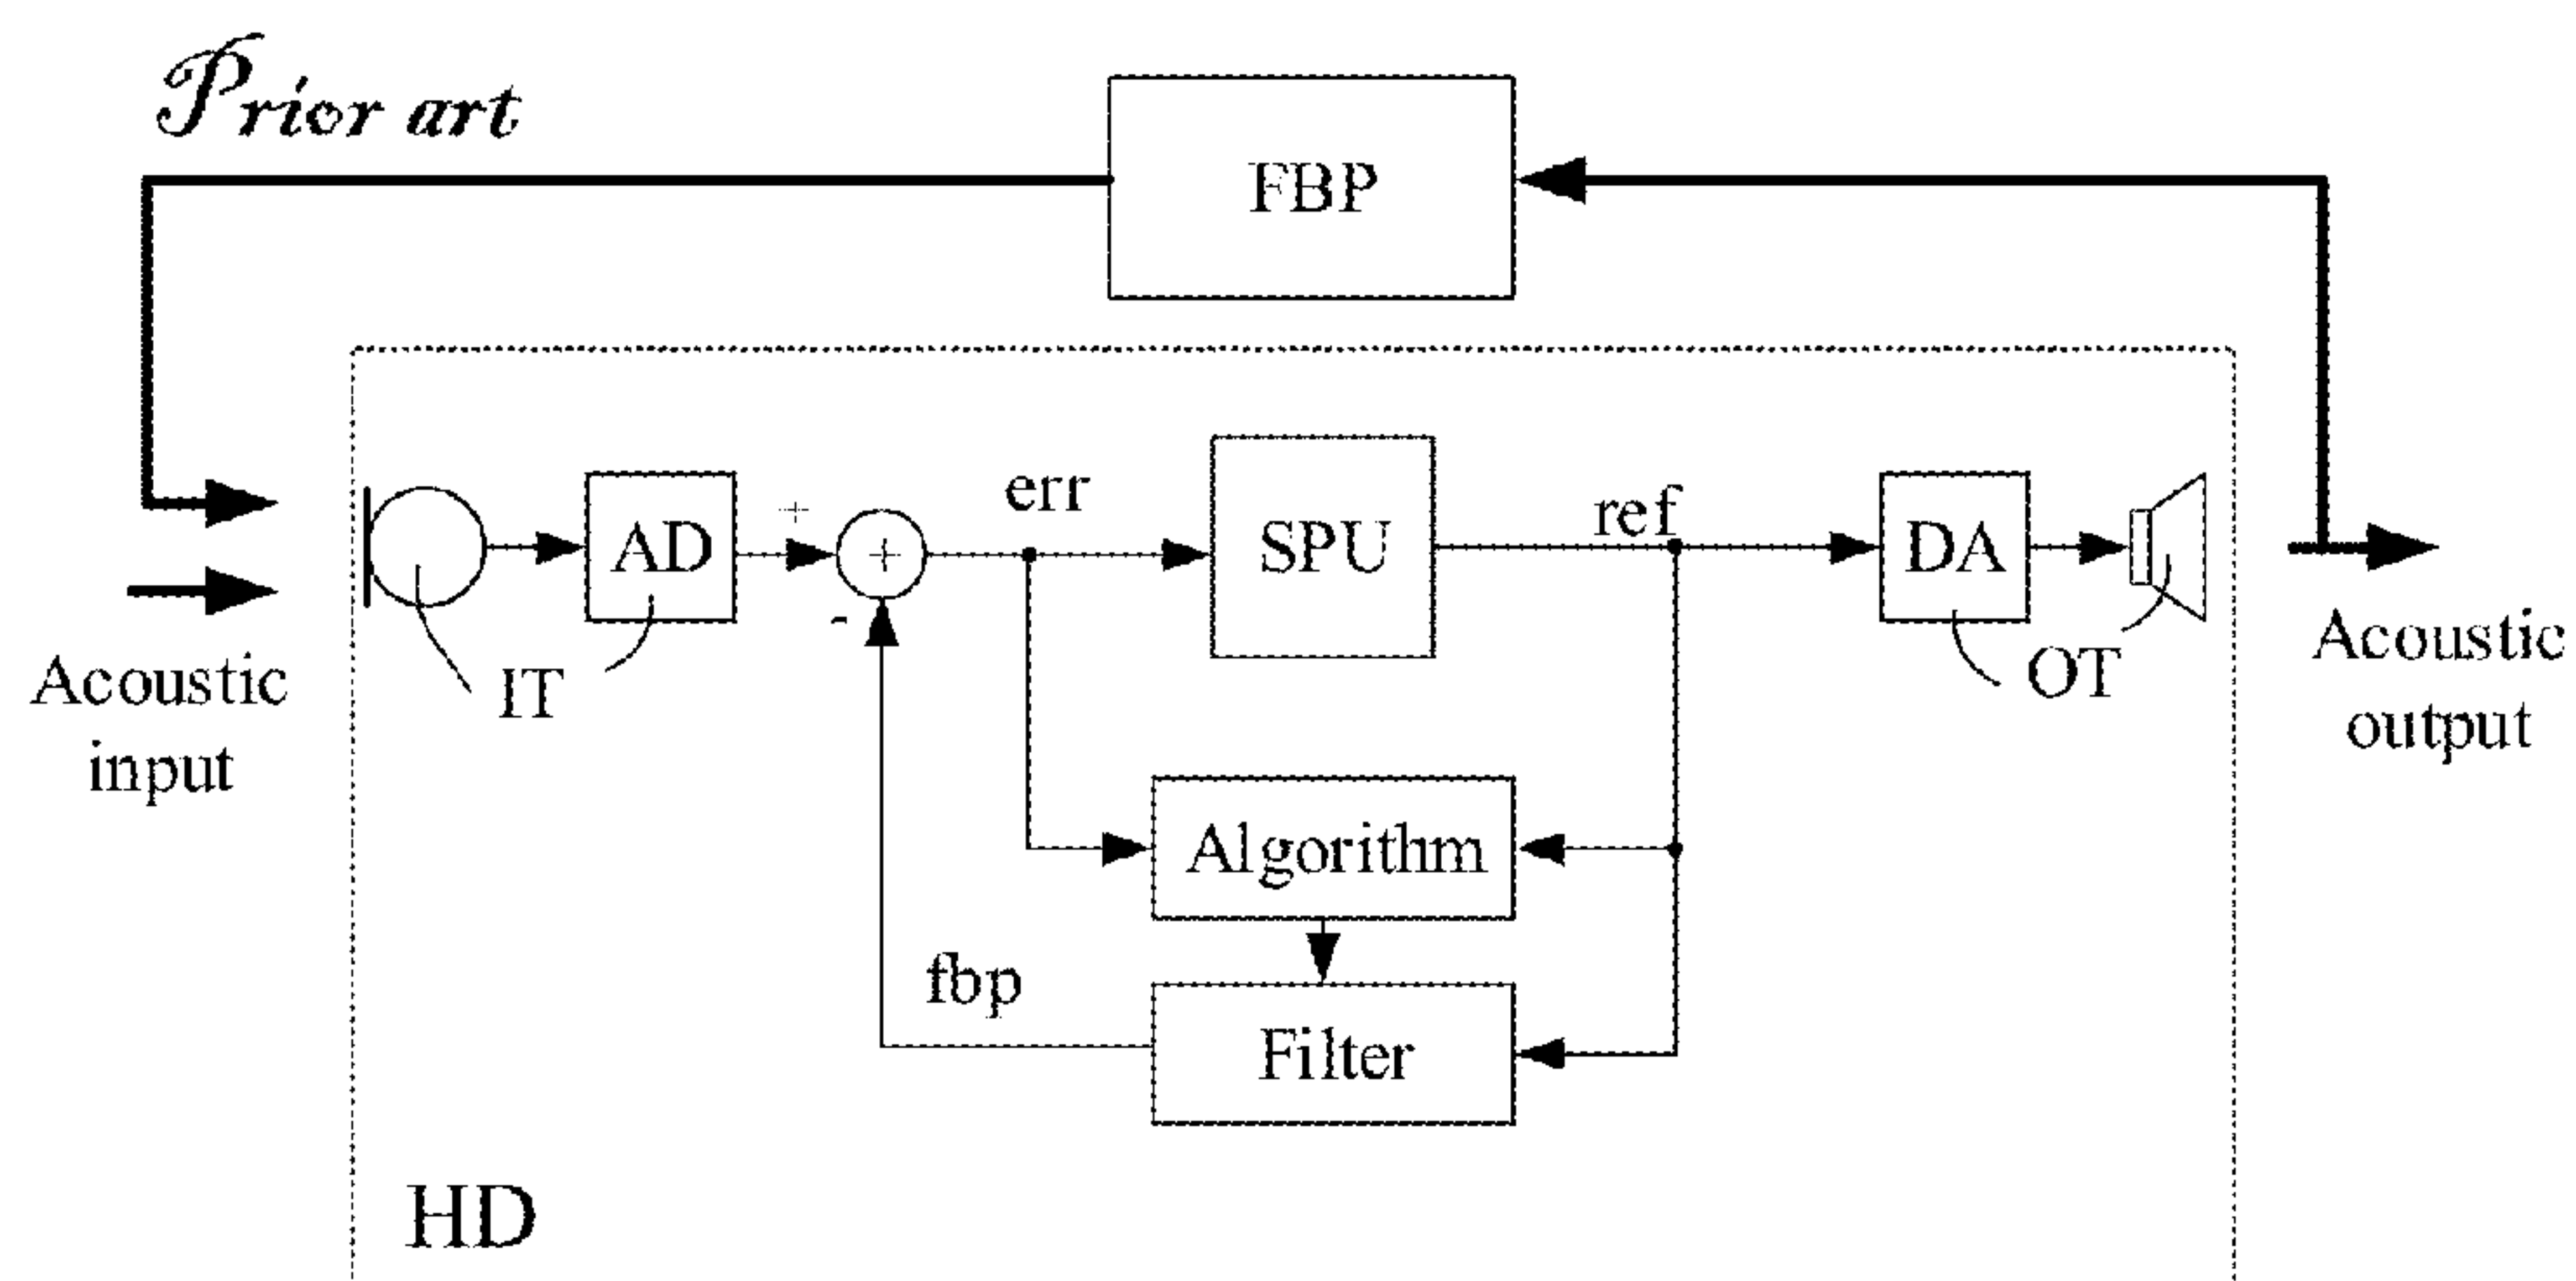 Prior art
FBP
err
ref
+
AD
+
SPU
DA
-
IT
OT
Acoustic
input
Acoustic
output
Algorithm
fbp
Filter
HD